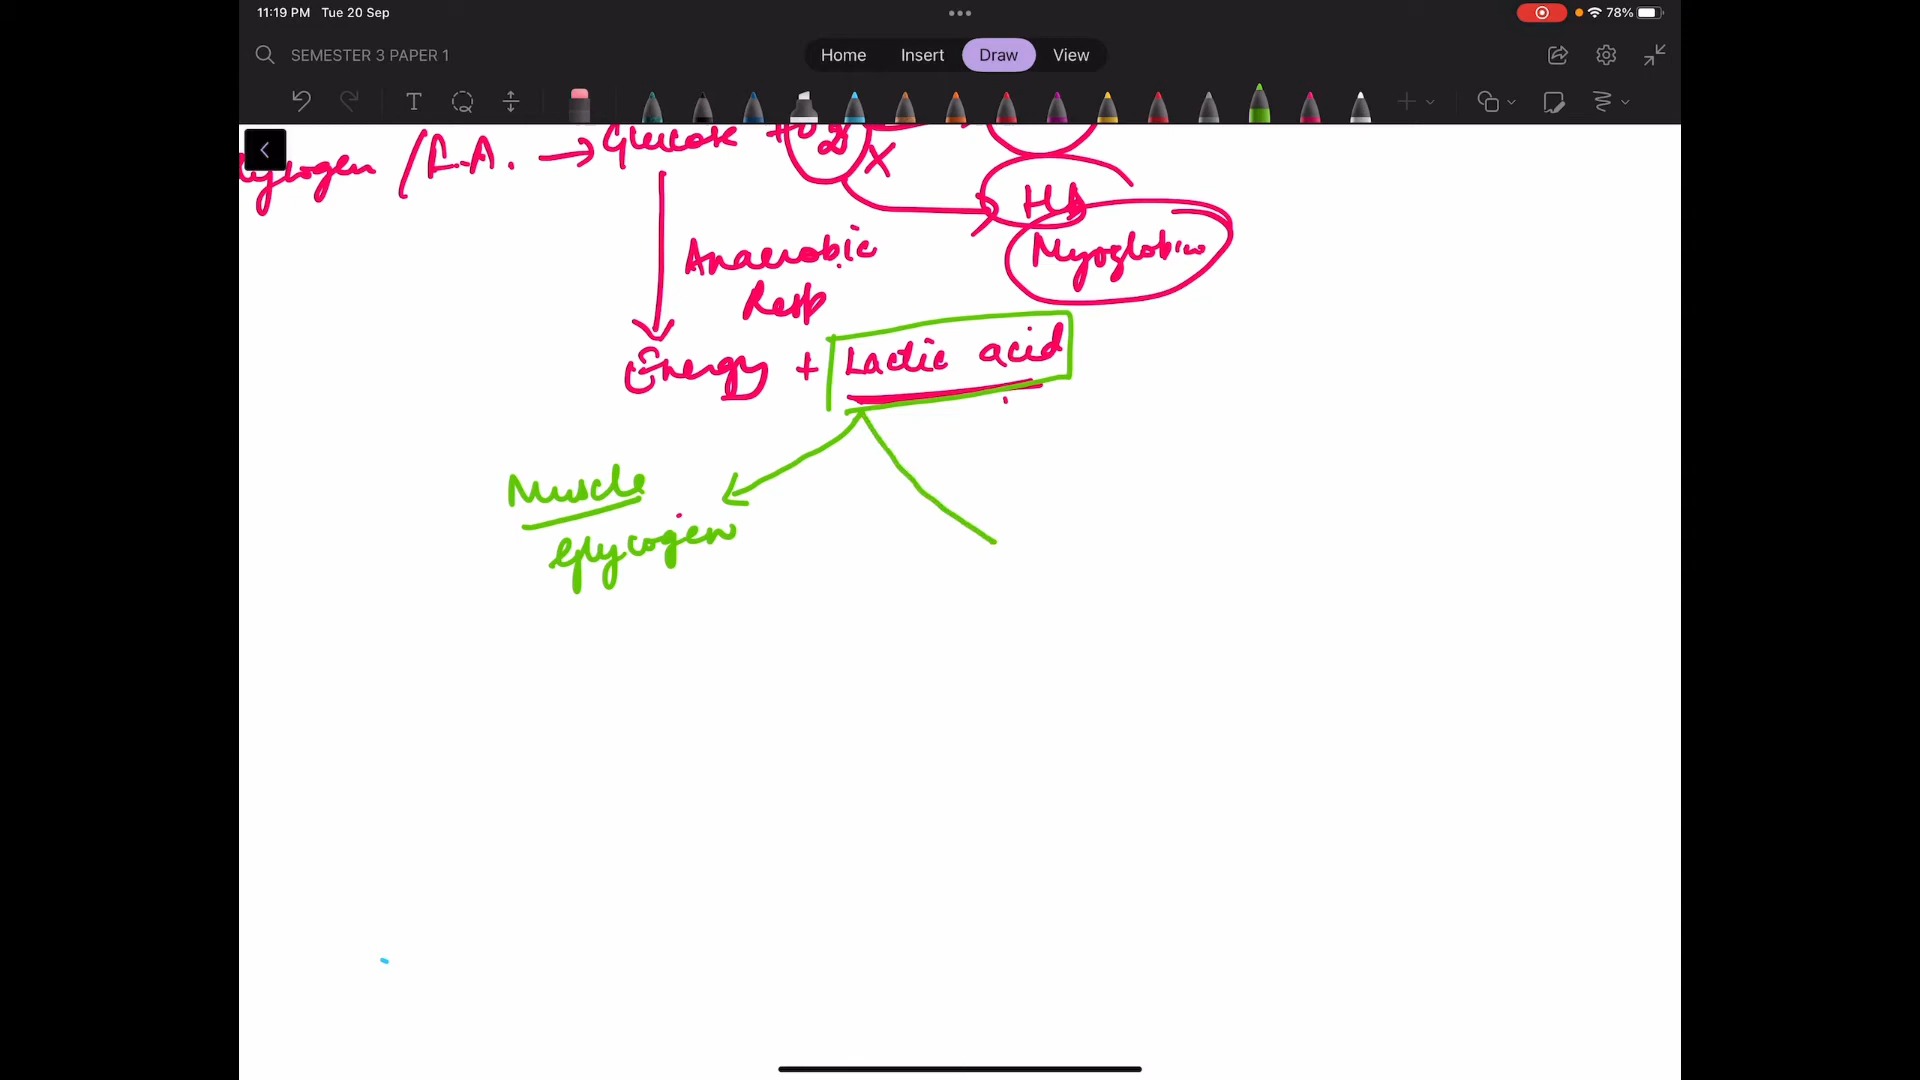 11:19 PM Tue 20 Sep
78%
SEMESTER 3 PAPER 1
Home Insert Draw View
T
/ → Glucose + O2 X
Hb
Myoglobin
Anaerobic
Resp
Energy + Lactic acid
Muscle
Glycogen